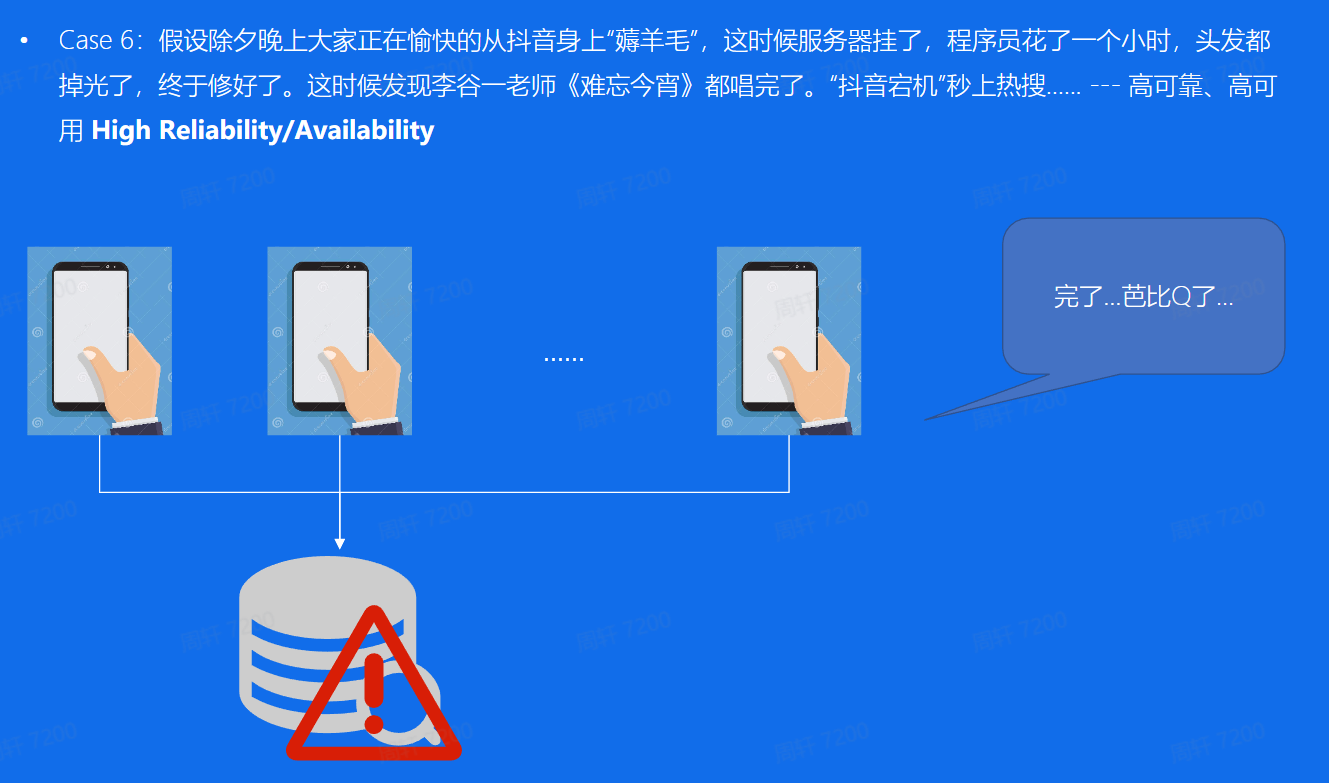 • Case 6：假设除夕晚上大家正在愉快的从抖音身上“薅羊毛”，这时候服务器挂了，程序员花了一个小时，头发都
掉光了，终于修好了。这时候发现李谷一老师《难忘今宵》都唱完了。“抖音宕机”秒上热搜…… --- 高可靠、高可
用 High Reliability/Availability
周轩 7200
完了…芭比Q了…
……